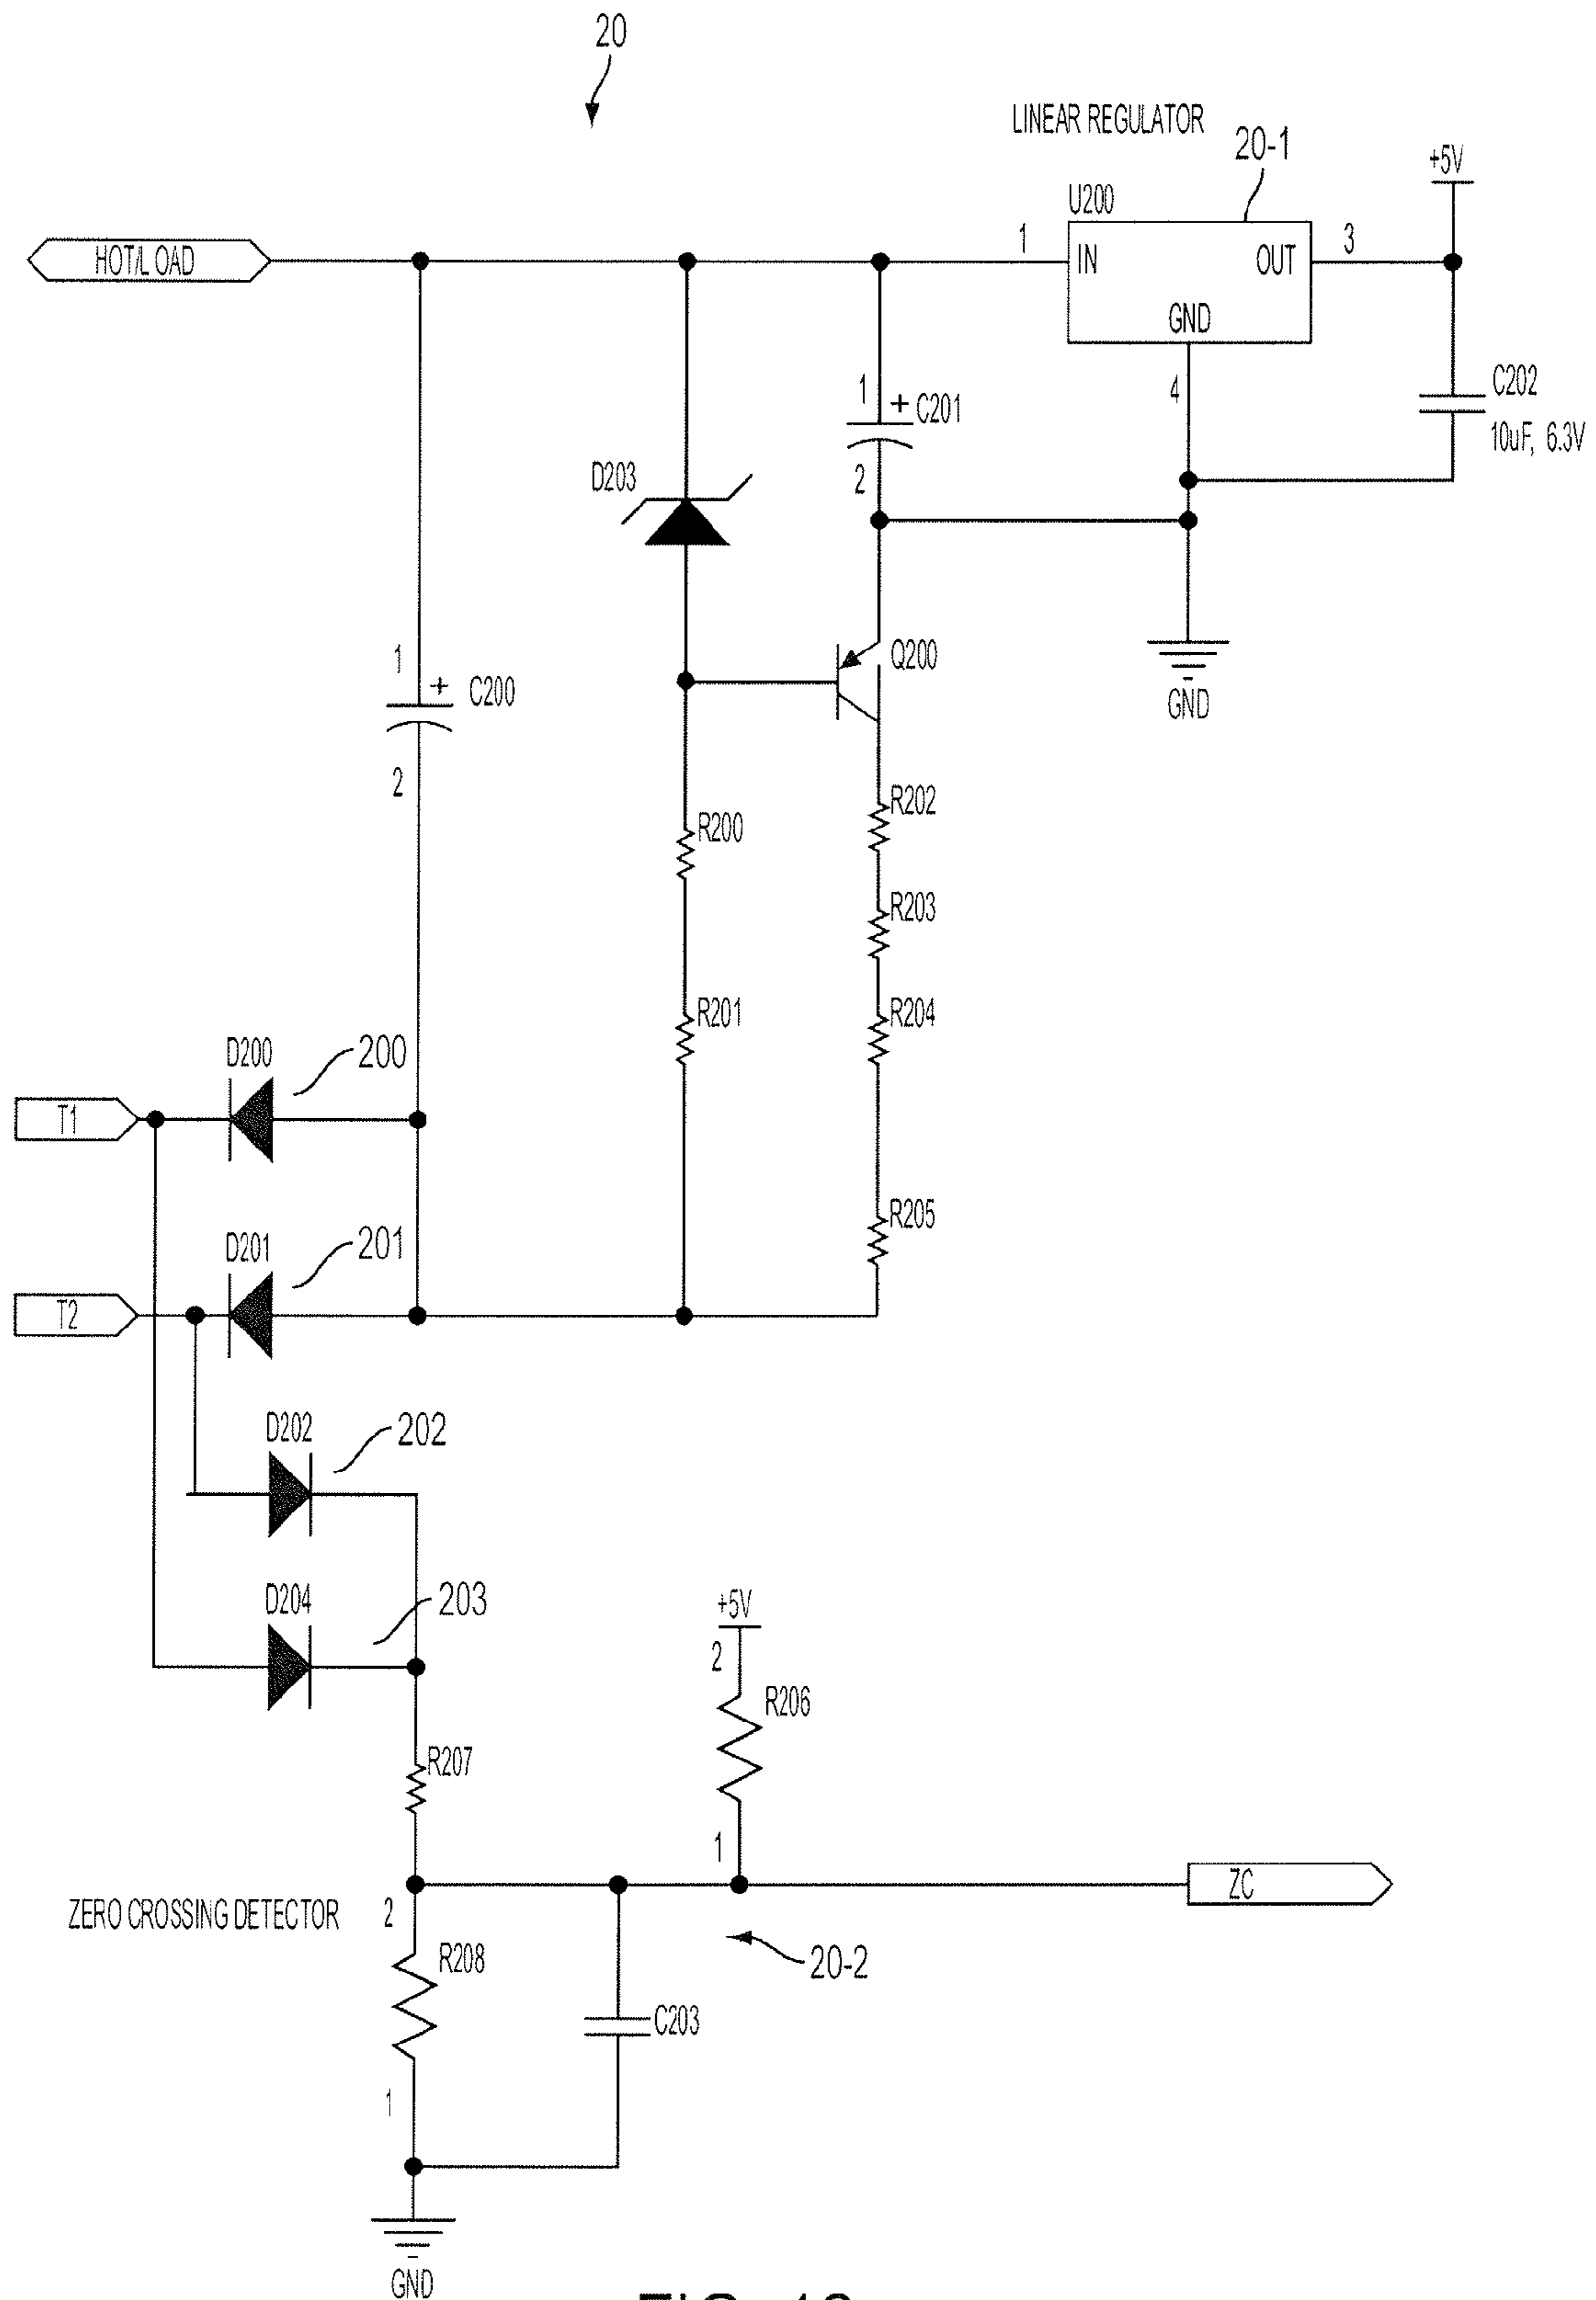 20
LINEAR REGULATOR
20-1
+5V
U200
HOT/LOAD
1
IN
OUT
3
GND
1
+
C201
4
C202
10uF, 6.3V
D203
2
Q200
1
+
C200
GND
2
R202
R200
R203
R201
R204
D200
200
T1
D201
201
R205
T2
D202
202
D204
203
+5V
2
R206
R207
1
ZC
ZERO CROSSING DETECTOR
2
R208
20-2
C203
1
GND